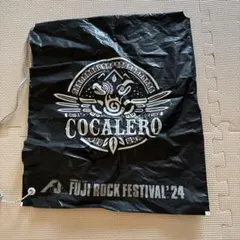 COCALERO
FUJI ROCK FESTIVAL'24